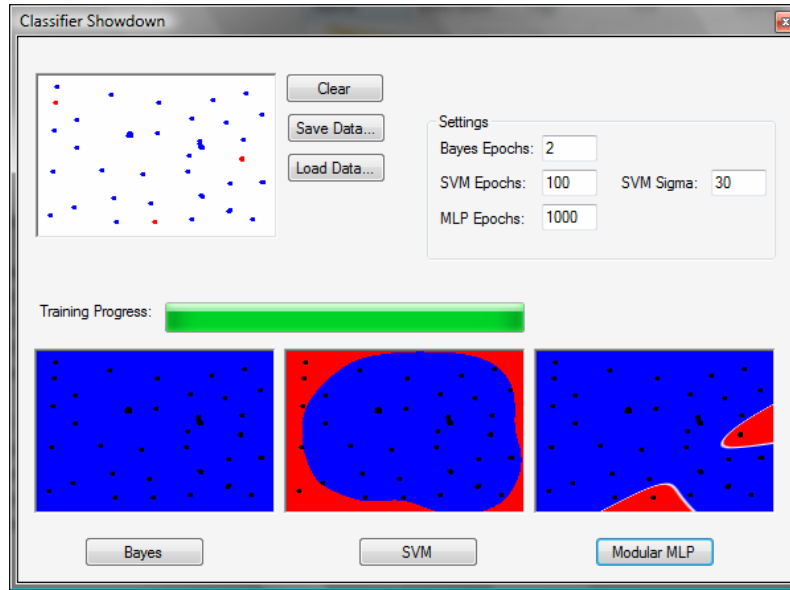 Classifier Showdown
Clear
Save Data...
Load Data...
Settings
Bayes Epochs: 2
SVM Epochs: 100 SVM Sigma: 30
MLP Epochs: 1000
Training Progress:
Bayes SVM Modular MLP